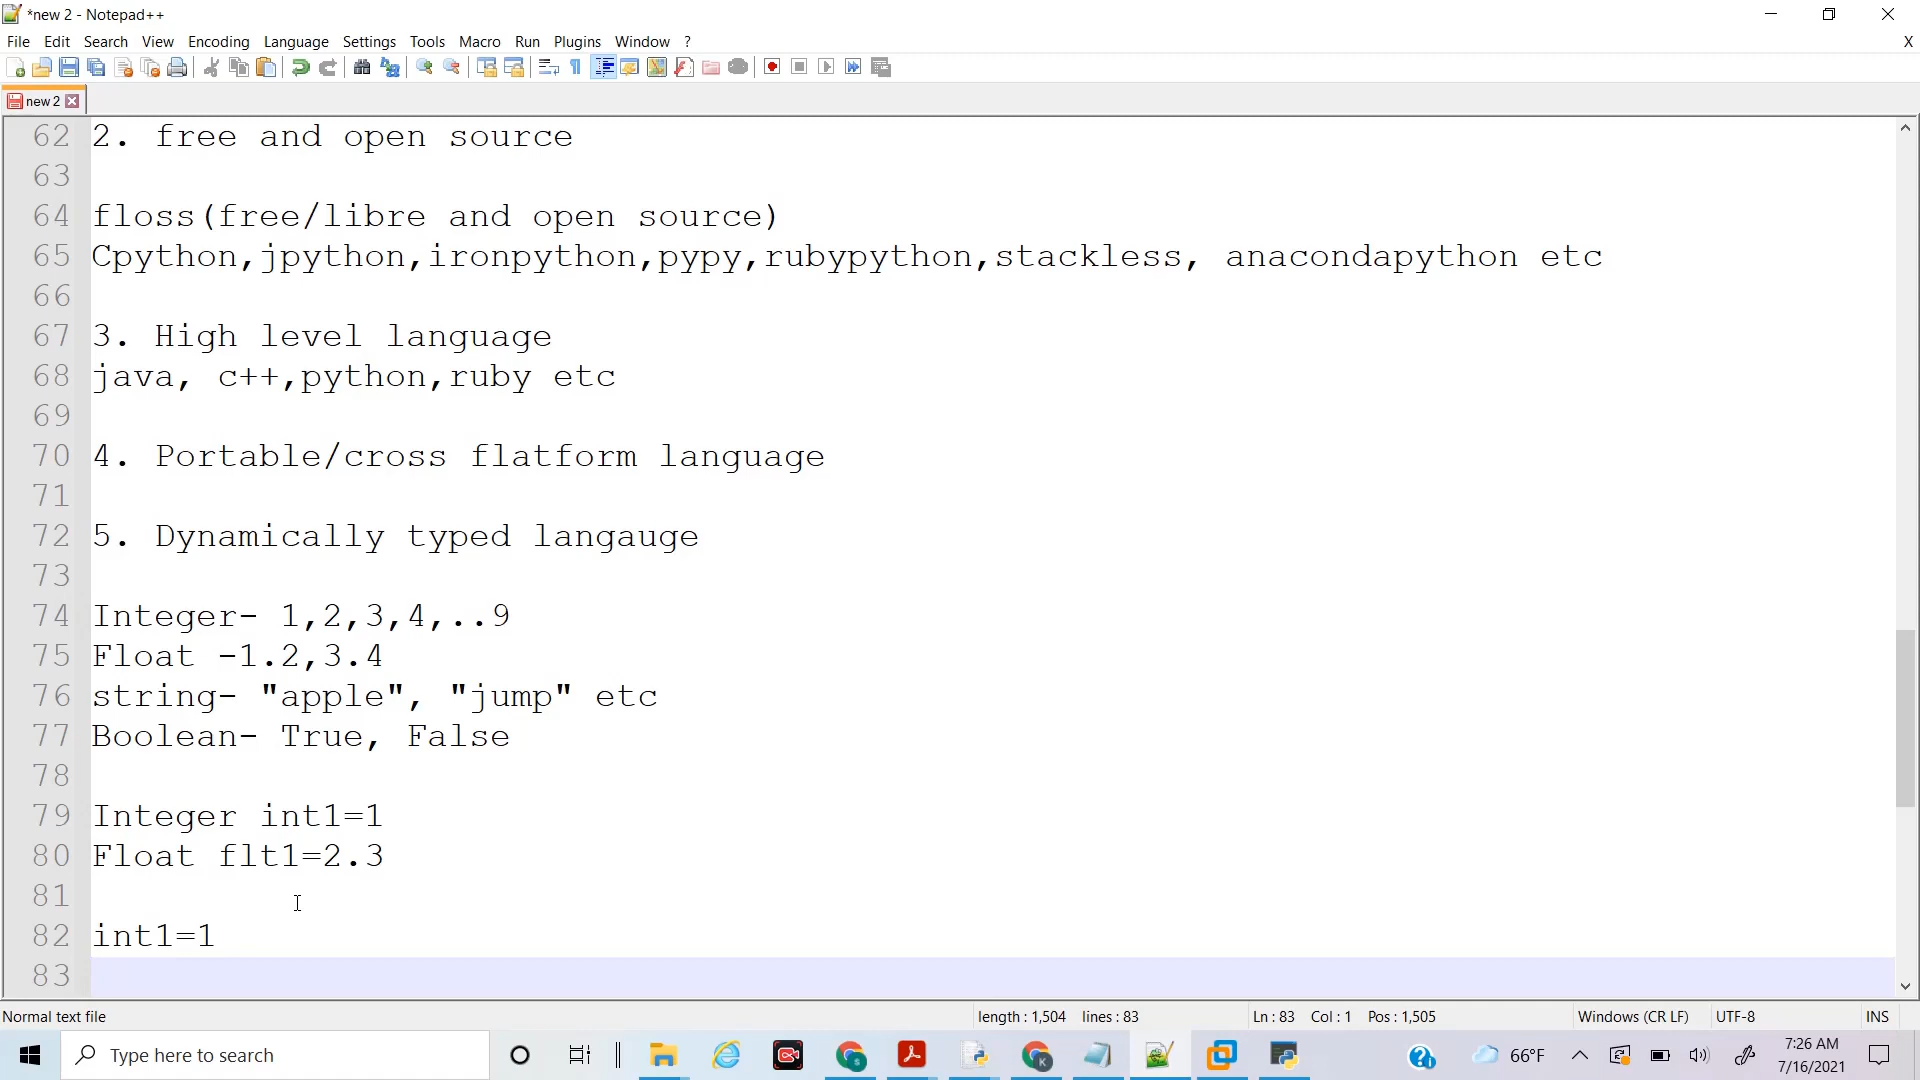 *new 2 - Notepad++
File Edit Search View Encoding Language Settings Tools Macro Run Plugins Window ? X
new 2
62 2. free and open source
63
64 floss(free/libre and open source)
65 Cpython,jpython,ironpython,pypy,rubypython,stackless, anacondapython etc
66
67 3. High level language
68 java, c++,python,ruby etc
69
70 4. Portable/cross flatform language
71
72 5. Dynamically typed langauge
73
74 Integer- 1,2,3,4,..9
75 Float -1.2,3.4
76 string- "apple", "jump" etc
77 Boolean- True, False
78
79 Integer int1=1
80 Float flt1=2.3
81
82 int1=1
83
Normal text file length : 1,504 lines : 83 Ln : 83 Col : 1 Pos : 1,505 Windows (CR LF) UTF-8 INS
Type here to search 66°F 7:26 AM
7/16/2021